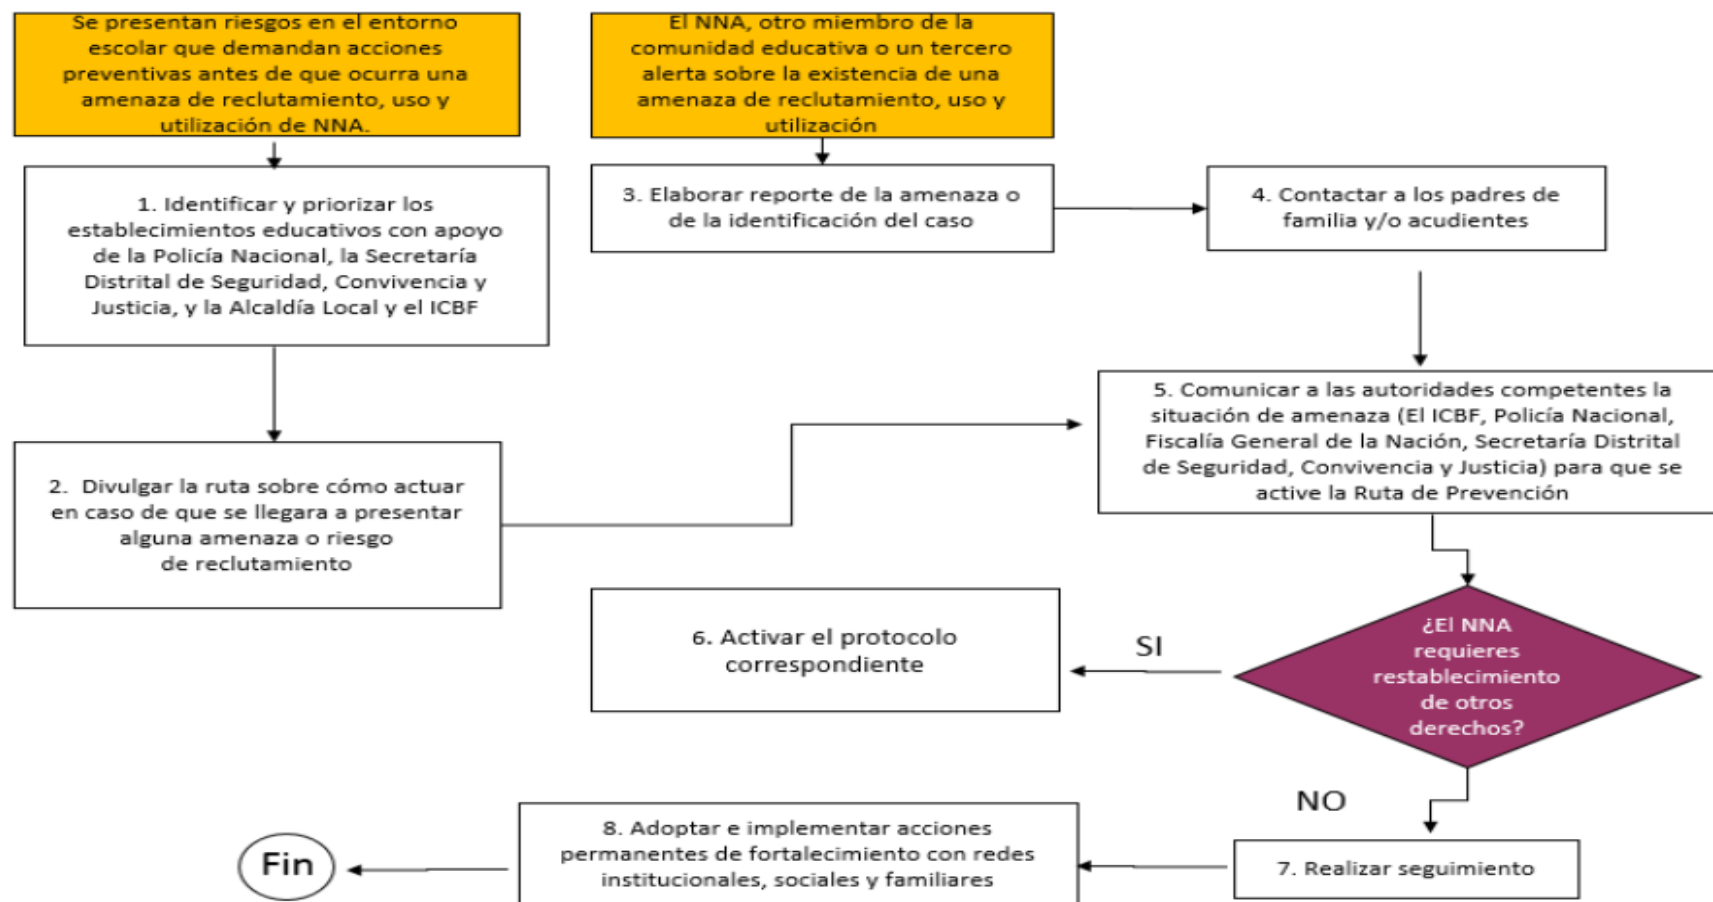 Se presentan riesgos en el entorno
escolar que demandan acciones
preventivas antes de que ocurra una
amenaza de reclutamiento, uso y
utilización de NNA.
El NNA, otro miembro de la
comunidad educativa o un tercero
alerta sobre la existencia de una
amenaza de reclutamiento, uso y
utilización
1. Identificar y priorizar los
establecimientos educativos con apoyo
de la Policía Nacional, la Secretaría
Distrital de Seguridad, Convivencia y
Justicia, y la Alcaldía Local y el ICBF
3. Elaborar reporte de la amenaza o
de la identificación del caso
4. Contactar a los padres de
familia y/o acudientes
2. Divulgar la ruta sobre cómo actuar
en caso de que se llegara a presentar
alguna amenaza o riesgo
de reclutamiento
5. Comunicar a las autoridades competentes la
situación de amenaza (El ICBF, Policía Nacional,
Fiscalía General de la Nación, Secretaría Distrital
de Seguridad, Convivencia y Justicia) para que se
active la Ruta de Prevención
6. Activar el protocolo
correspondiente
SI
¿El NNA
requieres
restablecimiento
de otros
derechos?
NO
7. Realizar seguimiento
8. Adoptar e implementar acciones
permanentes de fortalecimiento con redes
institucionales, sociales y familiares
Fin